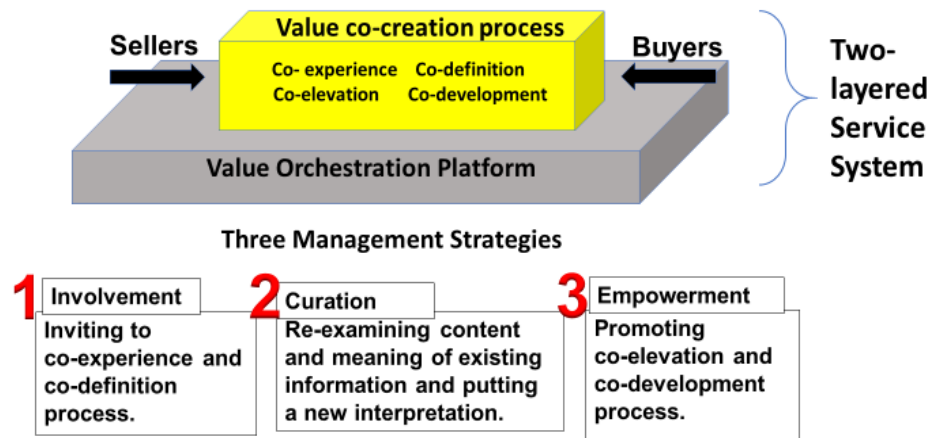 Value co-creation process
Sellers
Buyers
Co- experience Co-definition
Co-elevation Co-development
Value Orchestration Platform
Two-
layered
Service
System
Three Management Strategies
1 Involvement
Inviting to
co-experience and
co-definition
process.
2 Curation
Re-examining content
and meaning of existing
information and putting
a new interpretation.
3 Empowerment
Promoting
co-elevation and
co-development
process.